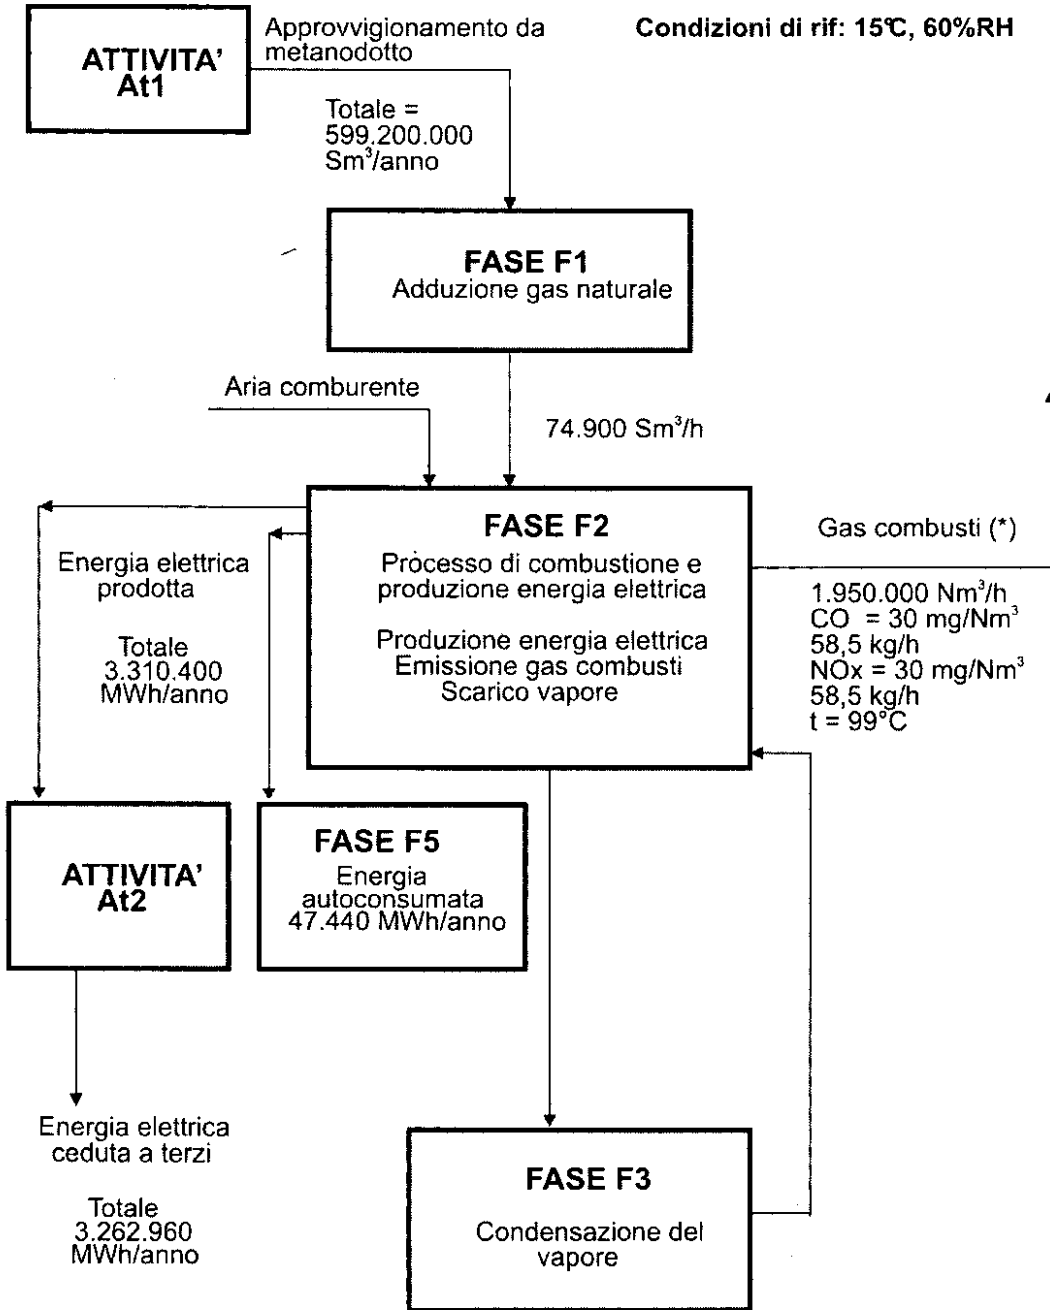 Condizioni di rif: 15°C, 60%RH
ATTIVITA'
At1
Approvvigionamento da
metanodotto
Totale =
599.200.000
Sm³/anno
FASE F1
Adduzione gas naturale
Aria comburente
74.900 Sm³/h
FASE F2
Processo di combustione e
produzione energia elettrica
Produzione energia elettrica
Emissione gas combusti
Scarico vapore
Gas combusti (*)
1.950.000 Nm³/h
CO = 30 mg/Nm³
58,5 kg/h
NOx = 30 mg/Nm³
58,5 kg/h
t = 99°C
Energia elettrica
prodotta
Totale
3.310.400
MWh/anno
ATTIVITA'
At2
FASE F5
Energia
autoconsumata
47.440 MWh/anno
Energia elettrica
ceduta a terzi
Totale
3.262.960
MWh/anno
FASE F3
Condensazione del
vapore